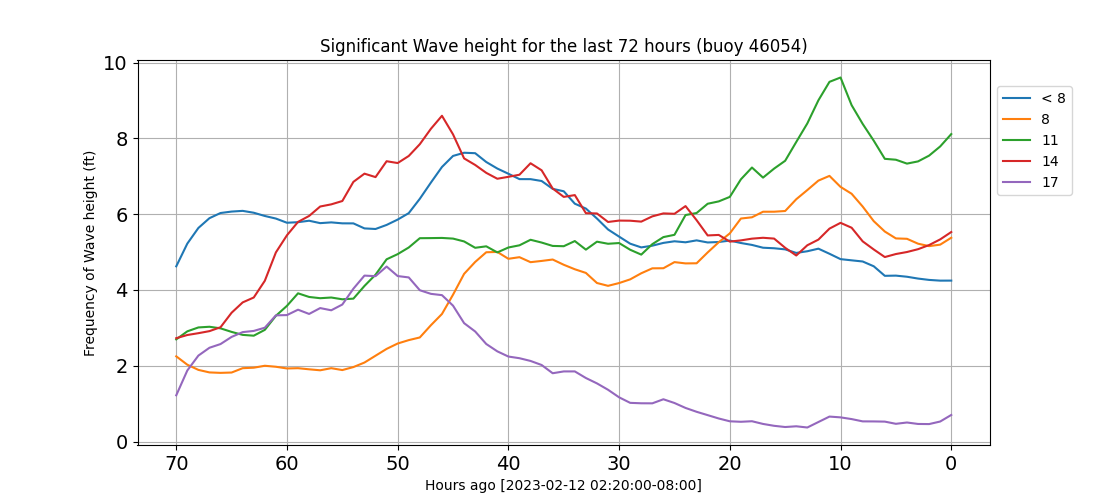 Significant Wave height for the last 72 hours (buoy 46054)
Frequency of Wave height (ft)
10
8
6
4
2
0
70 60 50 40 30 20 10 0
Hours ago [2023-02-12 02:20:00-08:00]
< 8
8
11
14
17